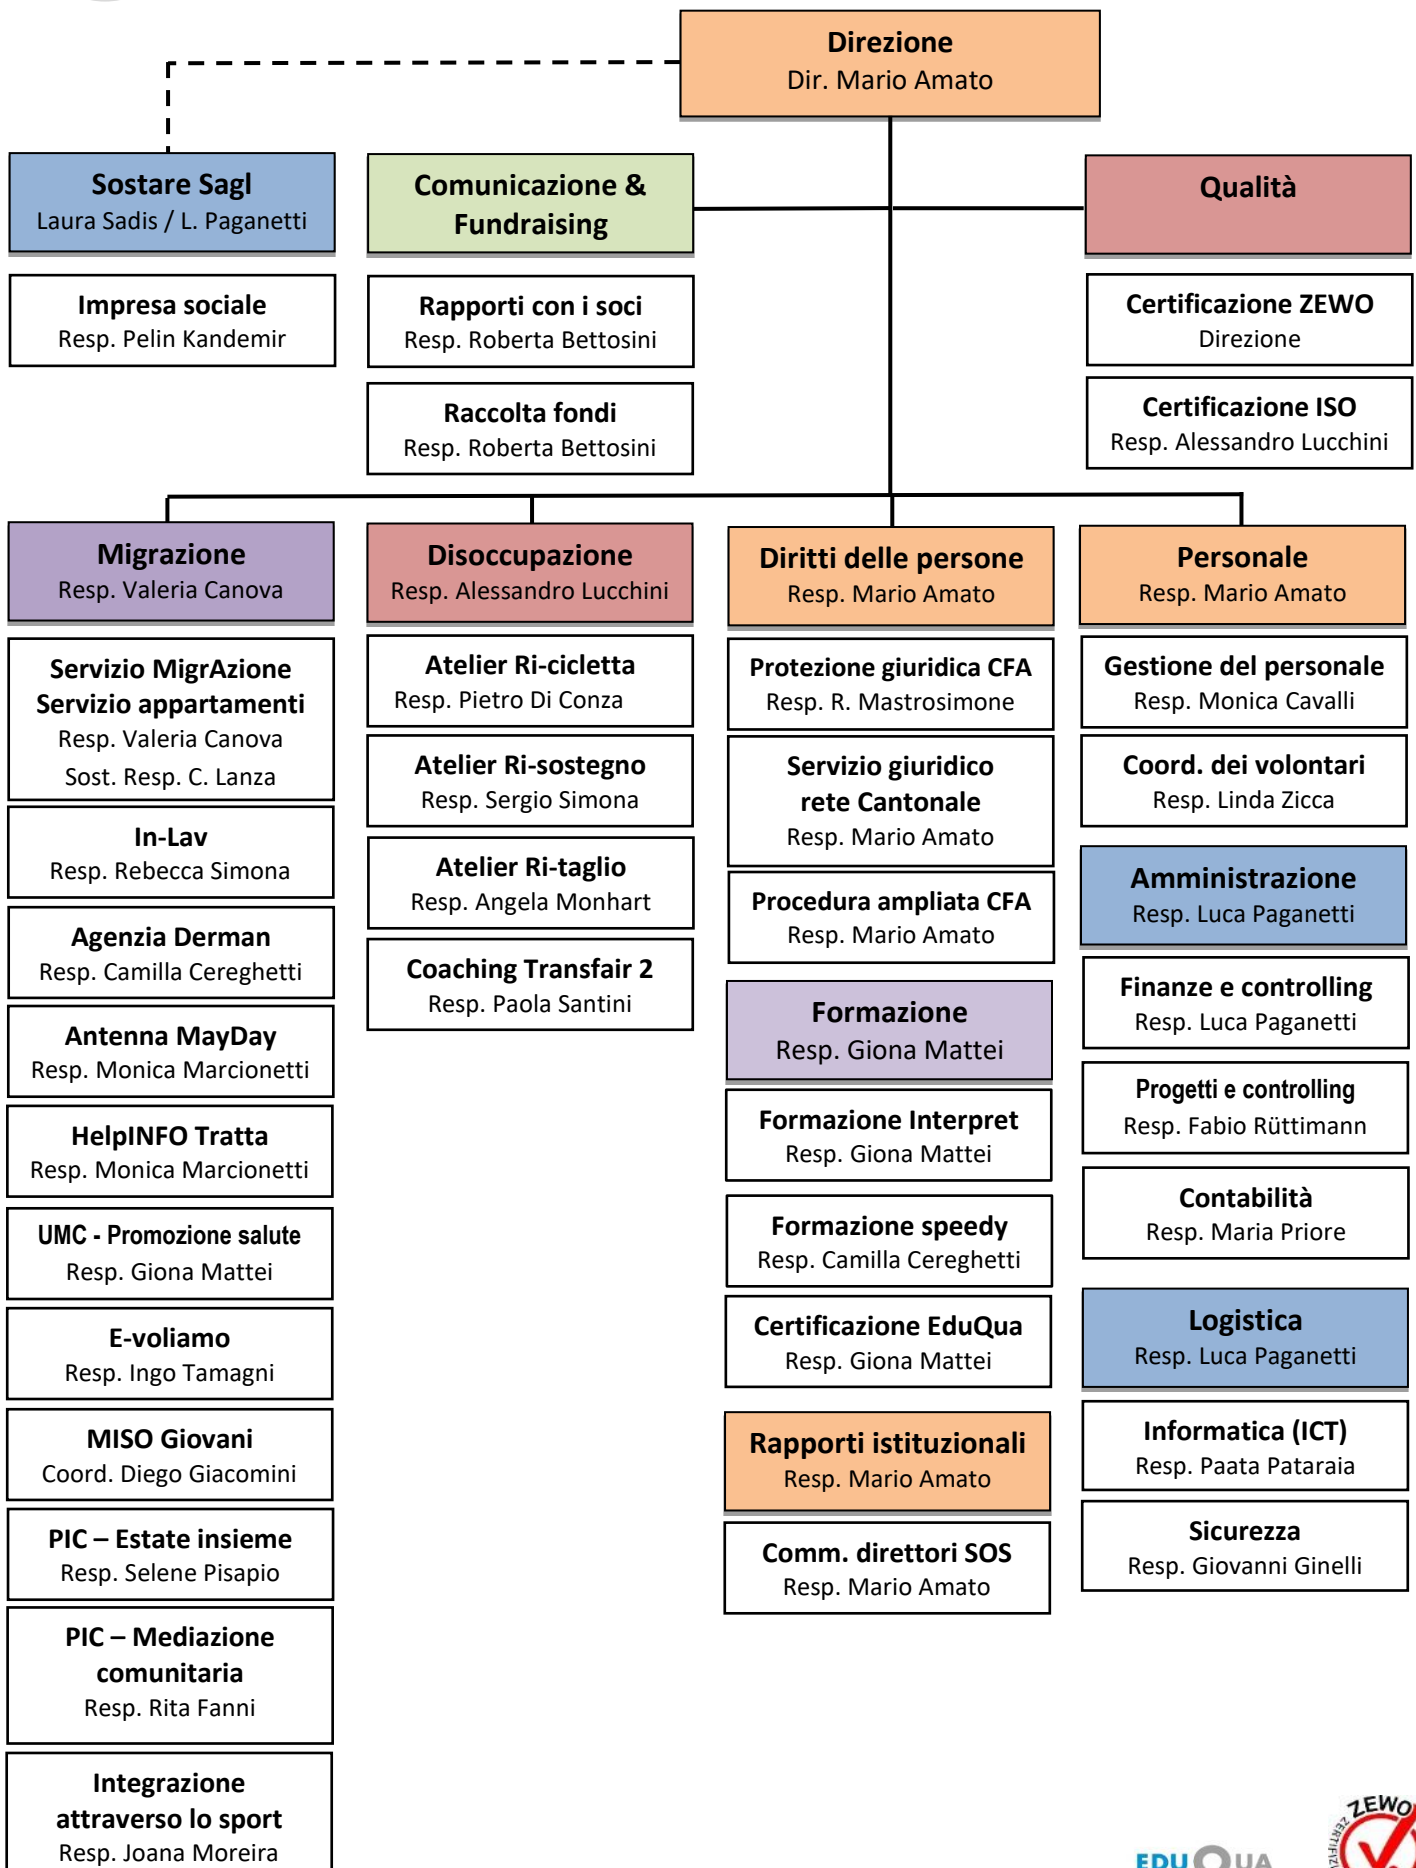 Direzione
Dir. Mario Amato
Sostare Sagl
Laura Sadis / L. Paganetti
Comunicazione &
Fundraising
Qualità
Impresa sociale
Resp. Pelin Kandemir
Rapporti con i soci
Resp. Roberta Bettosini
Certificazione ZEWO
Direzione
Raccolta fondi
Resp. Roberta Bettosini
Certificazione ISO
Resp. Alessandro Lucchini
Migrazione
Resp. Valeria Canova
Servizio MigrAzione
Servizio appartamenti
Resp. Valeria Canova
Sost. Resp. C. Lanza
In-Lav
Resp. Rebecca Simona
Agenzia Derman
Resp. Camilla Cereghetti
Antenna MayDay
Resp. Monica Marcionetti
HelpINFO Tratta
Resp. Monica Marcionetti
UMC - Promozione salute
Resp. Giona Mattei
E-voliamo
Resp. Ingo Tamagni
MISO Giovani
Coord. Diego Giacomini
PIC – Estate insieme
Resp. Selene Pisapio
PIC – Mediazione
comunitaria
Resp. Rita Fanni
Integrazione
attraverso lo sport
Resp. Joana Moreira
Disoccupazione
Resp. Alessandro Lucchini
Atelier Ri-cicletta
Resp. Pietro Di Conza
Atelier Ri-sostegno
Resp. Sergio Simona
Atelier Ri-taglio
Resp. Angela Monhart
Coaching Transfair 2
Resp. Paola Santini
Diritti delle persone
Resp. Mario Amato
Protezione giuridica CFA
Resp. R. Mastrosimone
Servizio giuridico
rete Cantonale
Resp. Mario Amato
Procedura ampliata CFA
Resp. Mario Amato
Formazione
Resp. Giona Mattei
Formazione Interpret
Resp. Giona Mattei
Formazione speedy
Resp. Camilla Cereghetti
Certificazione EduQua
Resp. Giona Mattei
Rapporti istituzionali
Resp. Mario Amato
Comm. direttori SOS
Resp. Mario Amato
Personale
Resp. Mario Amato
Gestione del personale
Resp. Monica Cavalli
Coord. dei volontari
Resp. Linda Zicca
Amministrazione
Resp. Luca Paganetti
Finanze e controlling
Resp. Luca Paganetti
Progetti e controlling
Resp. Fabio Rüttimann
Contabilità
Resp. Maria Priore
Logistica
Resp. Luca Paganetti
Informatica (ICT)
Resp. Paata Pataraia
Sicurezza
Resp. Giovanni Ginelli
EDUQUA
ZEWO